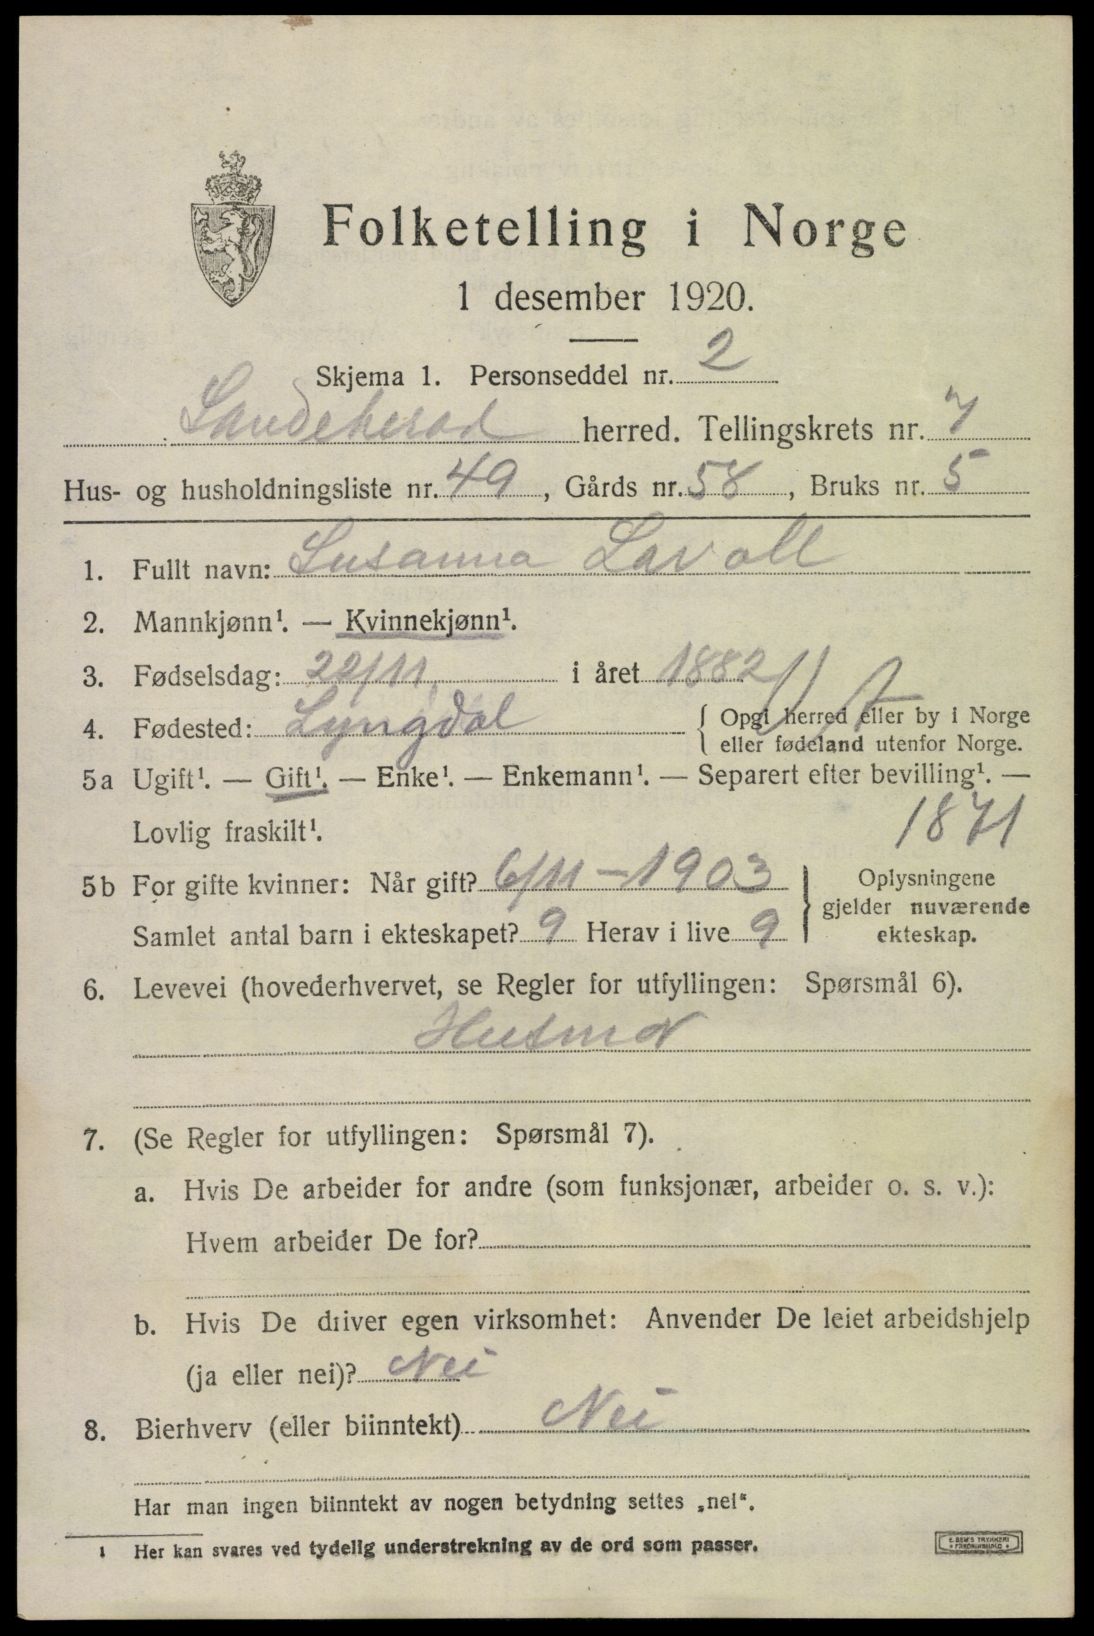 Folketelling i Norge
1 desember 1920.
Skjema 1. Personseddel nr. 2
Sandeherad herred. Tellingskrets nr. 7
Hus- og husholdningsliste nr. 49, Gårds nr. 58, Bruks nr. 5
1. Fullt navn: Susanna Lavoll
2. Mannkjønn¹. — Kvinnekjønn¹.
3. Fødselsdag: 20/11. i året 1882
4. Fødested: Lyngdal { Opgi herred eller by i Norge
eller fødeland utenfor Norge.
5a Ugift¹. — Gift¹. — Enke¹. — Enkemann¹. — Separert efter bevilling¹. —
Lovlig fraskilt¹. 1871
5b For gifte kvinner: Når gift? 6/11 - 1903 } Oplysningene
gjelder nuværende
Samlet antal barn i ekteskapet? 9 Herav i live 9 ekteskap.
6. Levevei (hovederhvervet, se Regler for utfyllingen: Spørsmål 6).
Husmor
7. (Se Regler for utfyllingen: Spørsmål 7).
a. Hvis De arbeider for andre (som funksjonær, arbeider o. s. v.):
Hvem arbeider De for?
b. Hvis De driver egen virksomhet: Anvender De leiet arbeidshjelp
(ja eller nei)? Nei
8. Bierhverv (eller biinntekt) Nei
Har man ingen biinntekt av nogen betydning settes „nei“.
¹ Her kan svares ved tydelig understrekning av de ord som passer.